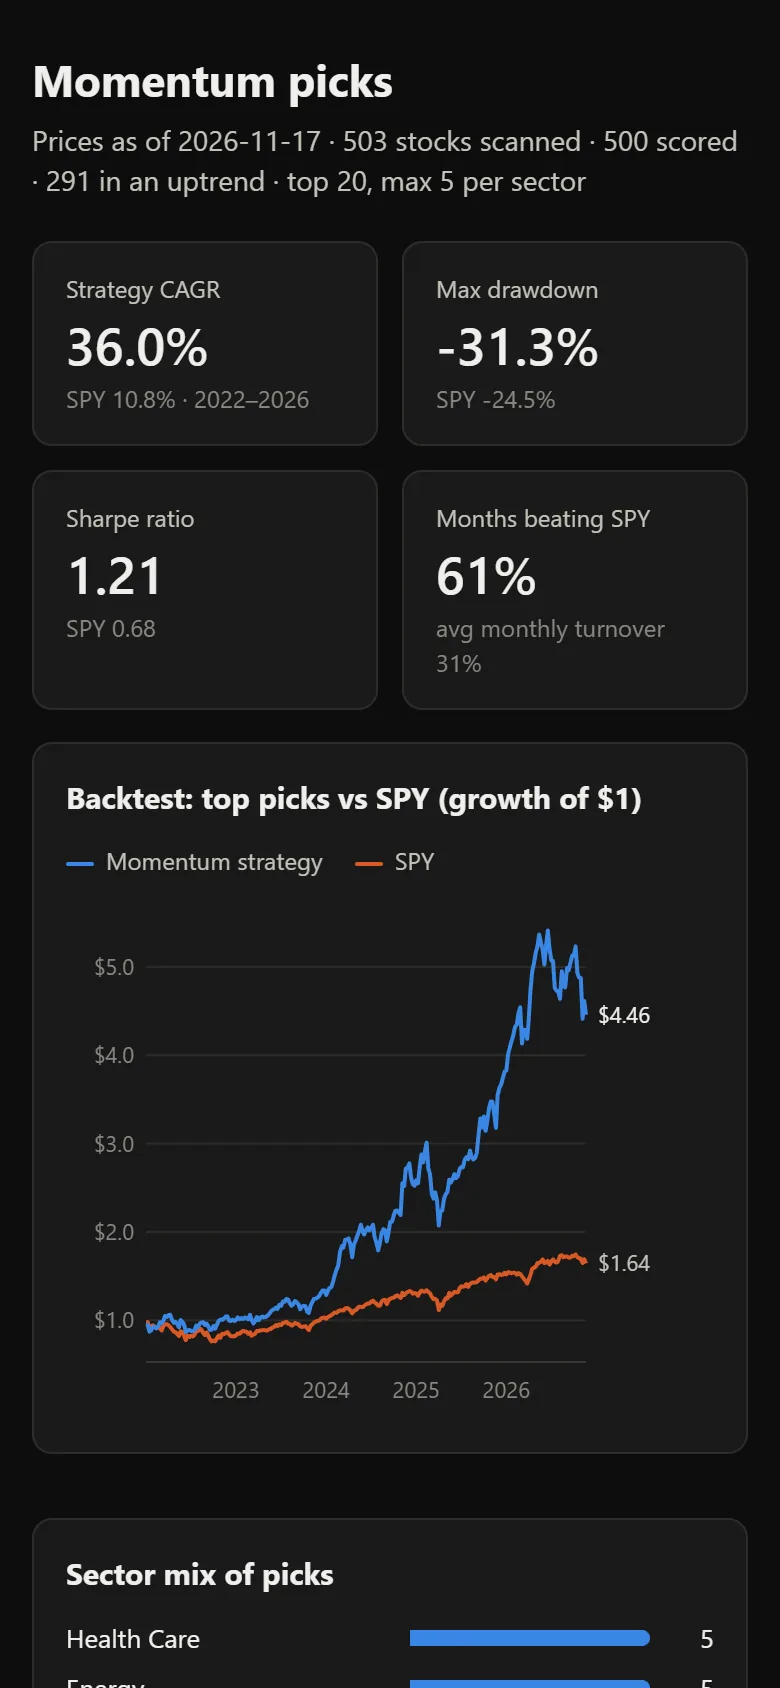 Momentum picks
Prices as of 2026-11-17 · 503 stocks scanned · 500 scored
· 291 in an uptrend · top 20, max 5 per sector
Strategy CAGR
36.0%
SPY 10.8% · 2022–2026
Max drawdown
-31.3%
SPY -24.5%
Sharpe ratio
1.21
SPY 0.68
Months beating SPY
61%
avg monthly turnover
31%
Backtest: top picks vs SPY (growth of $1)
Momentum strategy
SPY
$5.0
$4.46
$4.0
$3.0
$2.0
$1.64
$1.0
2023 2024 2025 2026
Sector mix of picks
Health Care 5
Energy 5